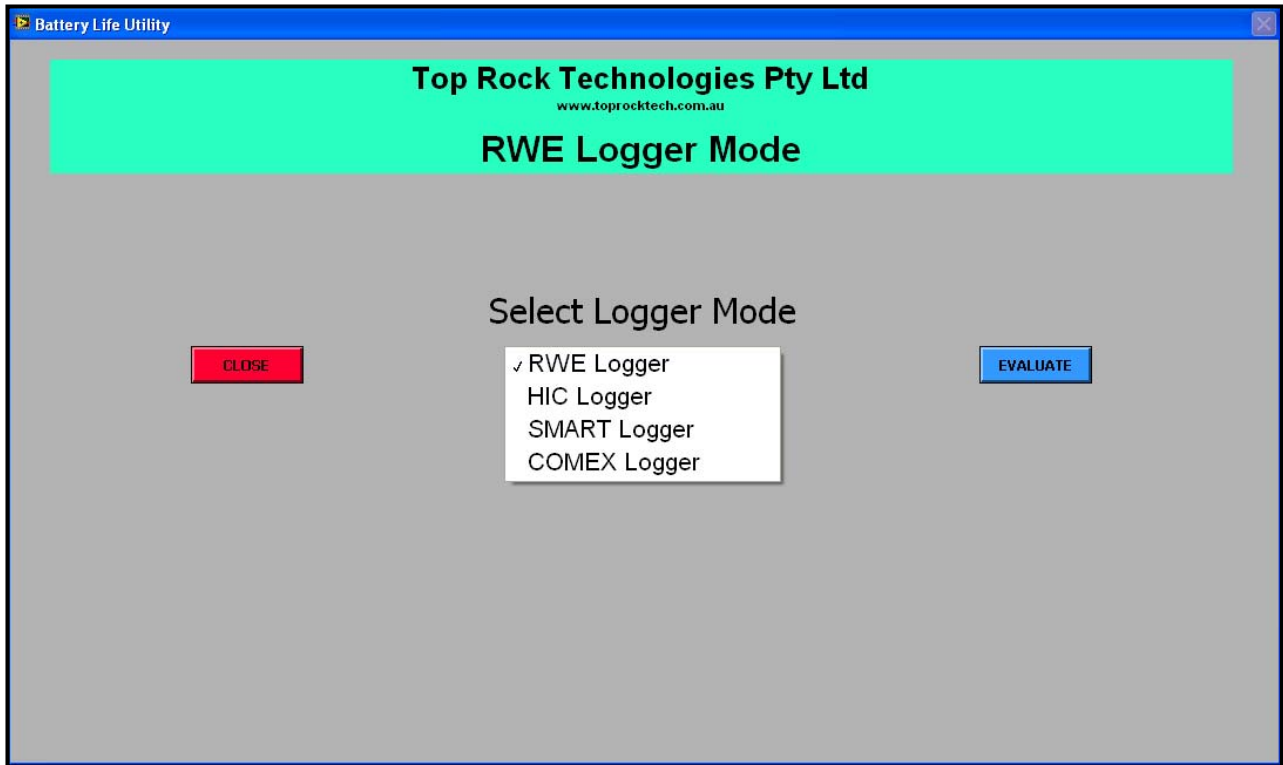 Battery Life Utility
Top Rock Technologies Pty Ltd
www.toprocktech.com.au
RWE Logger Mode
Select Logger Mode
CLOSE
✓ RWE Logger
HIC Logger
SMART Logger
COMEX Logger
EVALUATE